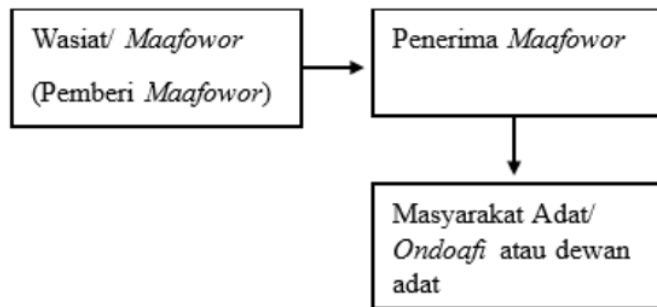 Wasiat/ Maafowor
(Pemberi Maafowor)
Penerima Maafowor
Masyarakat Adat/
Ondoafi atau dewan
adat